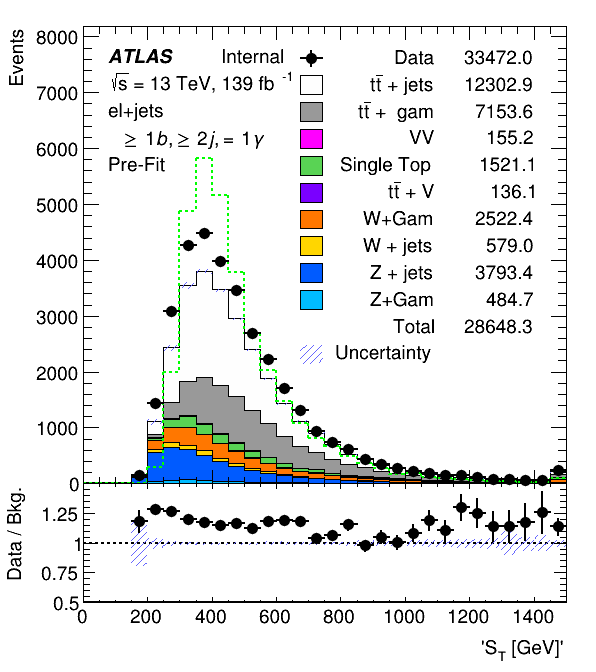 Events
8000
7000
6000
5000
4000
3000
2000
1000
0
ATLAS Internal
√s = 13 TeV, 139 fb⁻¹
el+jets
≥ 1b, ≥ 2j, = 1γ
Pre-Fit
Data 33472.0
tt̄ + jets 12302.9
tt̄ + gam 7153.6
VV 155.2
Single Top 1521.1
tt̄ + V 136.1
W+Gam 2522.4
W + jets 579.0
Z + jets 3793.4
Z+Gam 484.7
Total 28648.3
Uncertainty
Data / Bkg.
1.25
1
0.75
0.5
0 200 400 600 800 1000 1200 1400
'S_T [GeV]'